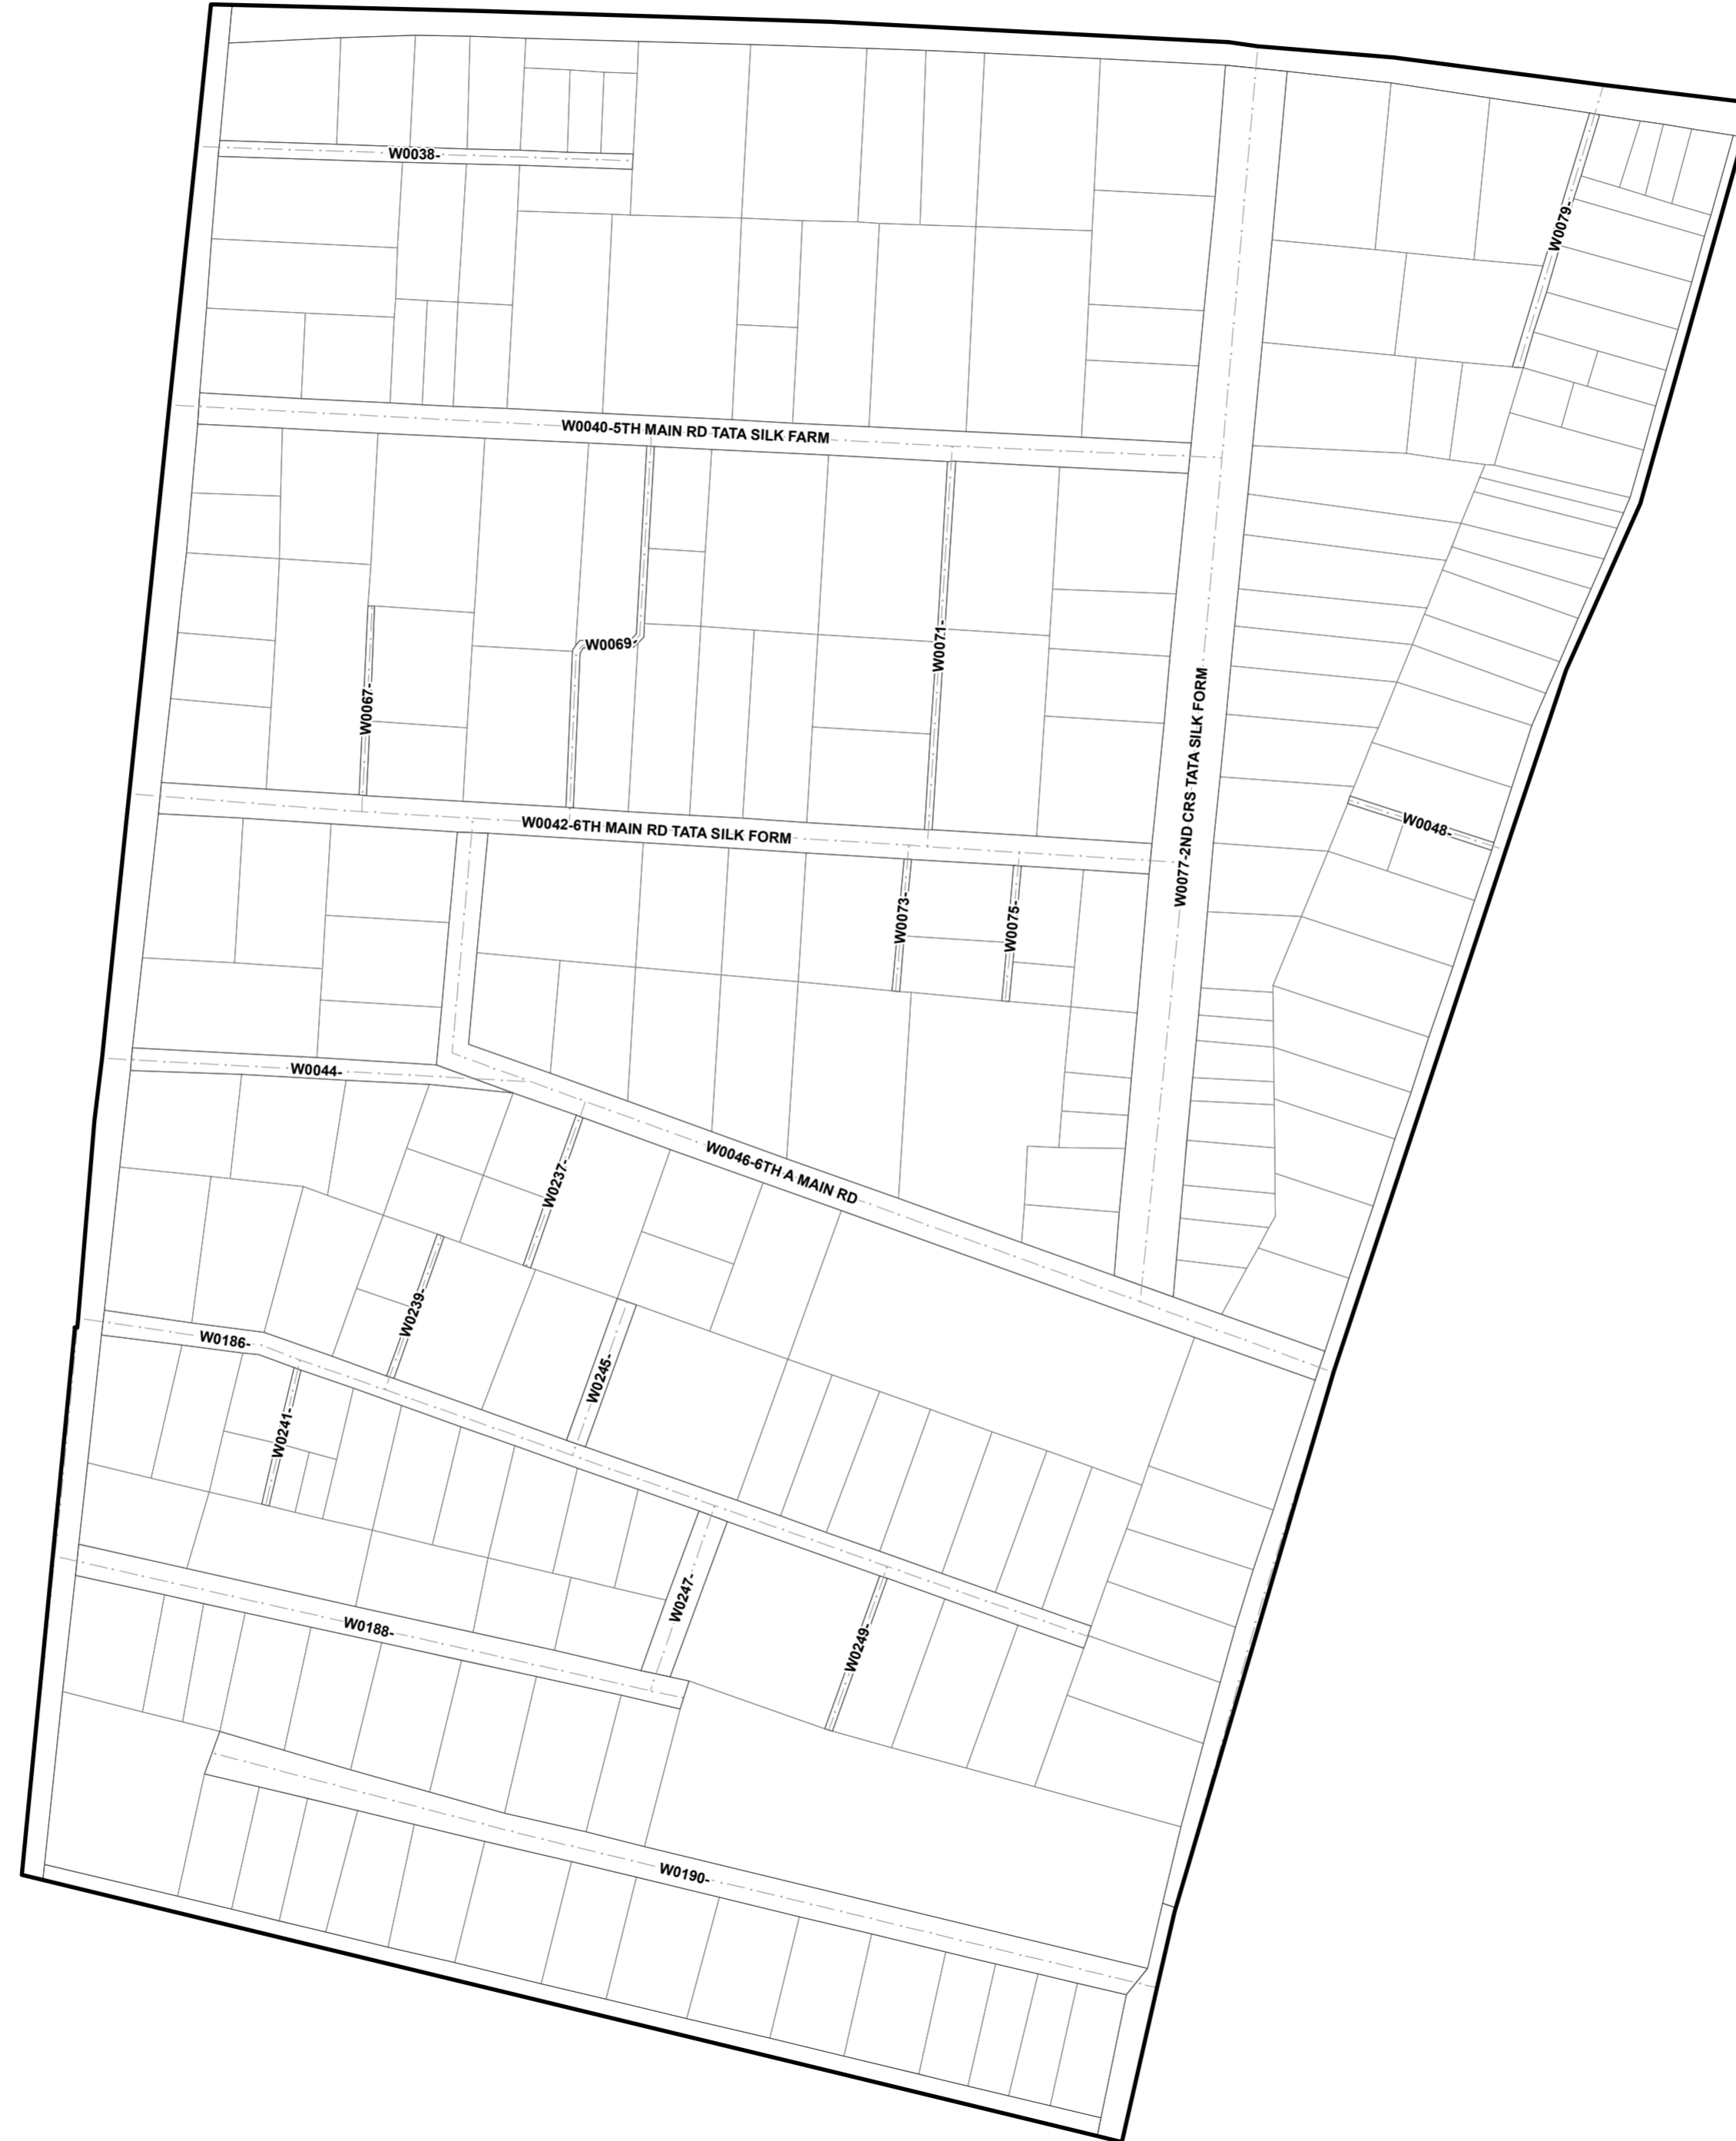 W0038-
W0079-
W0040-5TH MAIN RD TATA SILK FARM
W0069-
W0071-
W0067-
W0077-2ND CRS TATA SILK FORM
W0048-
W0042-6TH MAIN RD TATA SILK FORM
W0073-
W0075-
W0044-
W0046-6TH A MAIN RD
W0237-
W0239-
W0186-
W0245-
W0241-
W0247-
W0188-
W0249-
W0190-